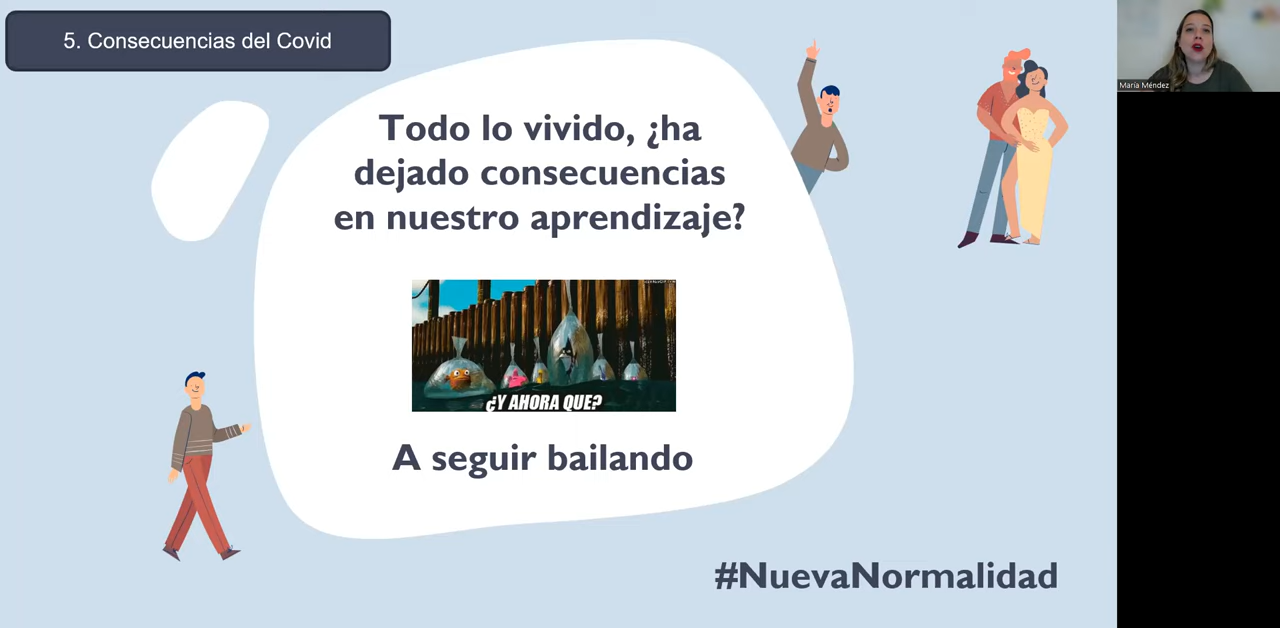 5. Consecuencias del Covid
Todo lo vivido, ¿ha
dejado consecuencias
en nuestro aprendizaje?
¿Y AHORA QUE?
A seguir bailando
#NuevaNormalidad
María Méndez